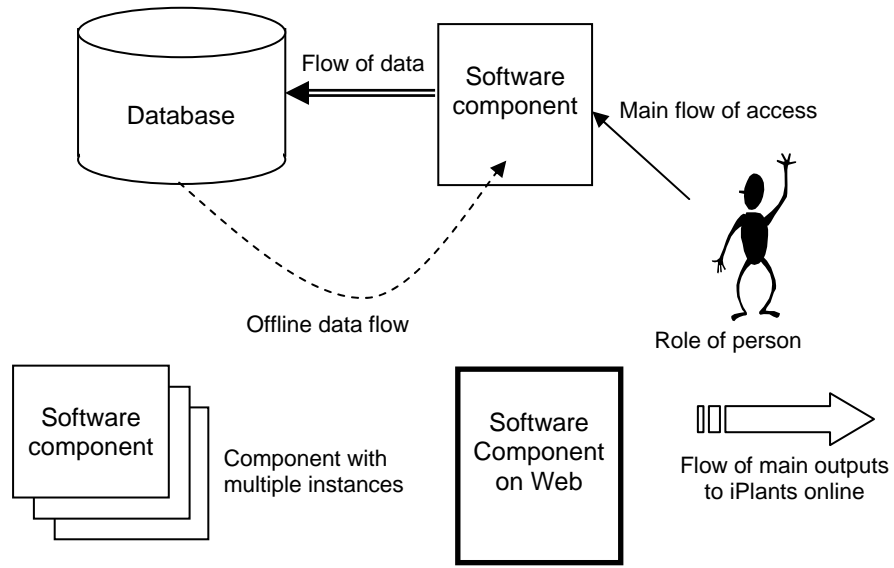 Flow of data
Software
component
Database
Main flow of access
Offline data flow
Role of person
Software
component
Component with
multiple instances
Software
Component
on Web
Flow of main outputs
to iPlants online